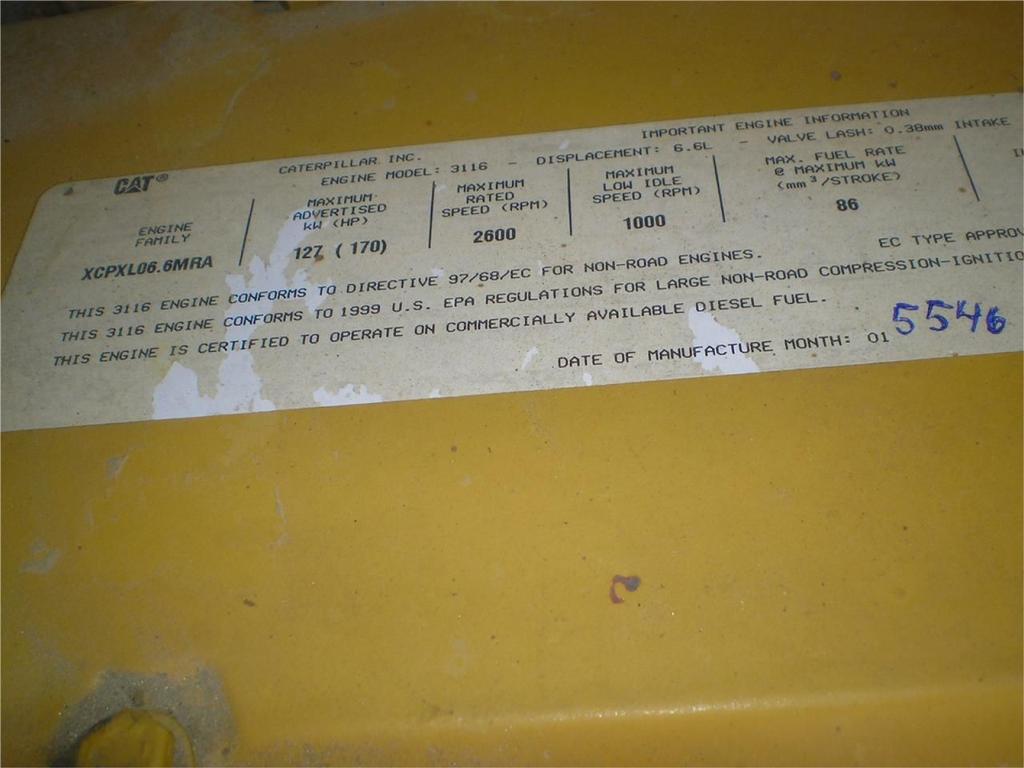 IMPORTANT ENGINE INFORMATION
CAT® CATERPILLAR INC.
ENGINE MODEL: 3116 - DISPLACEMENT: 6.6L - VALVE LASH: 0.38mm INTAKE
ENGINE FAMILY
XCPXL06.6MRA
MAXIMUM ADVERTISED kW (HP)
127 (170)
MAXIMUM RATED SPEED (RPM)
2600
MAXIMUM LOW IDLE SPEED (RPM)
1000
MAX. FUEL RATE @ MAXIMUM kW (mm³/STROKE)
86
THIS 3116 ENGINE CONFORMS TO DIRECTIVE 97/68/EC FOR NON-ROAD ENGINES. EC TYPE APPROV
THIS 3116 ENGINE CONFORMS TO 1999 U.S. EPA REGULATIONS FOR LARGE NON-ROAD COMPRESSION-IGNITIO
THIS ENGINE IS CERTIFIED TO OPERATE ON COMMERCIALLY AVAILABLE DIESEL FUEL.
DATE OF MANUFACTURE MONTH: 01
5546